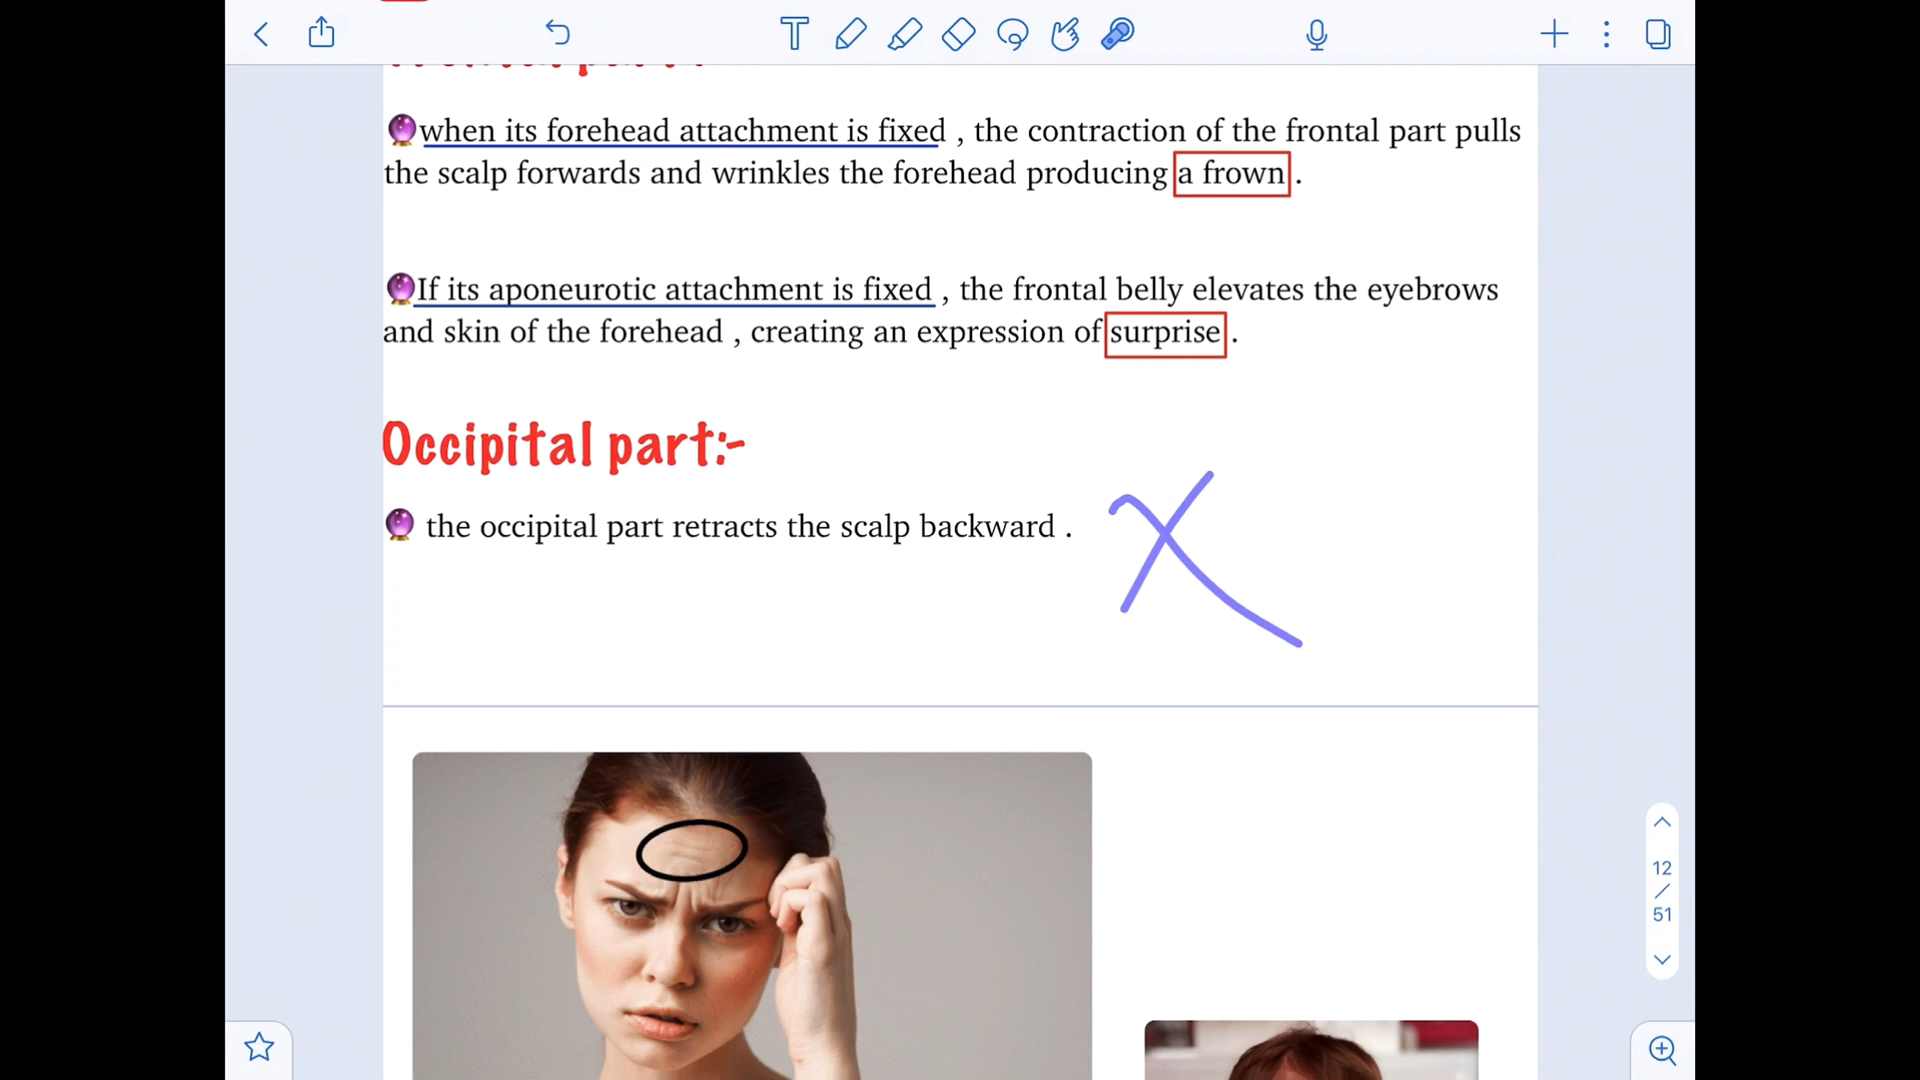 when its forehead attachment is fixed , the contraction of the frontal part pulls
the scalp forwards and wrinkles the forehead producing a frown .
If its aponeurotic attachment is fixed , the frontal belly elevates the eyebrows
and skin of the forehead , creating an expression of surprise .
Occipital part:-
the occipital part retracts the scalp backward .
12
/
51